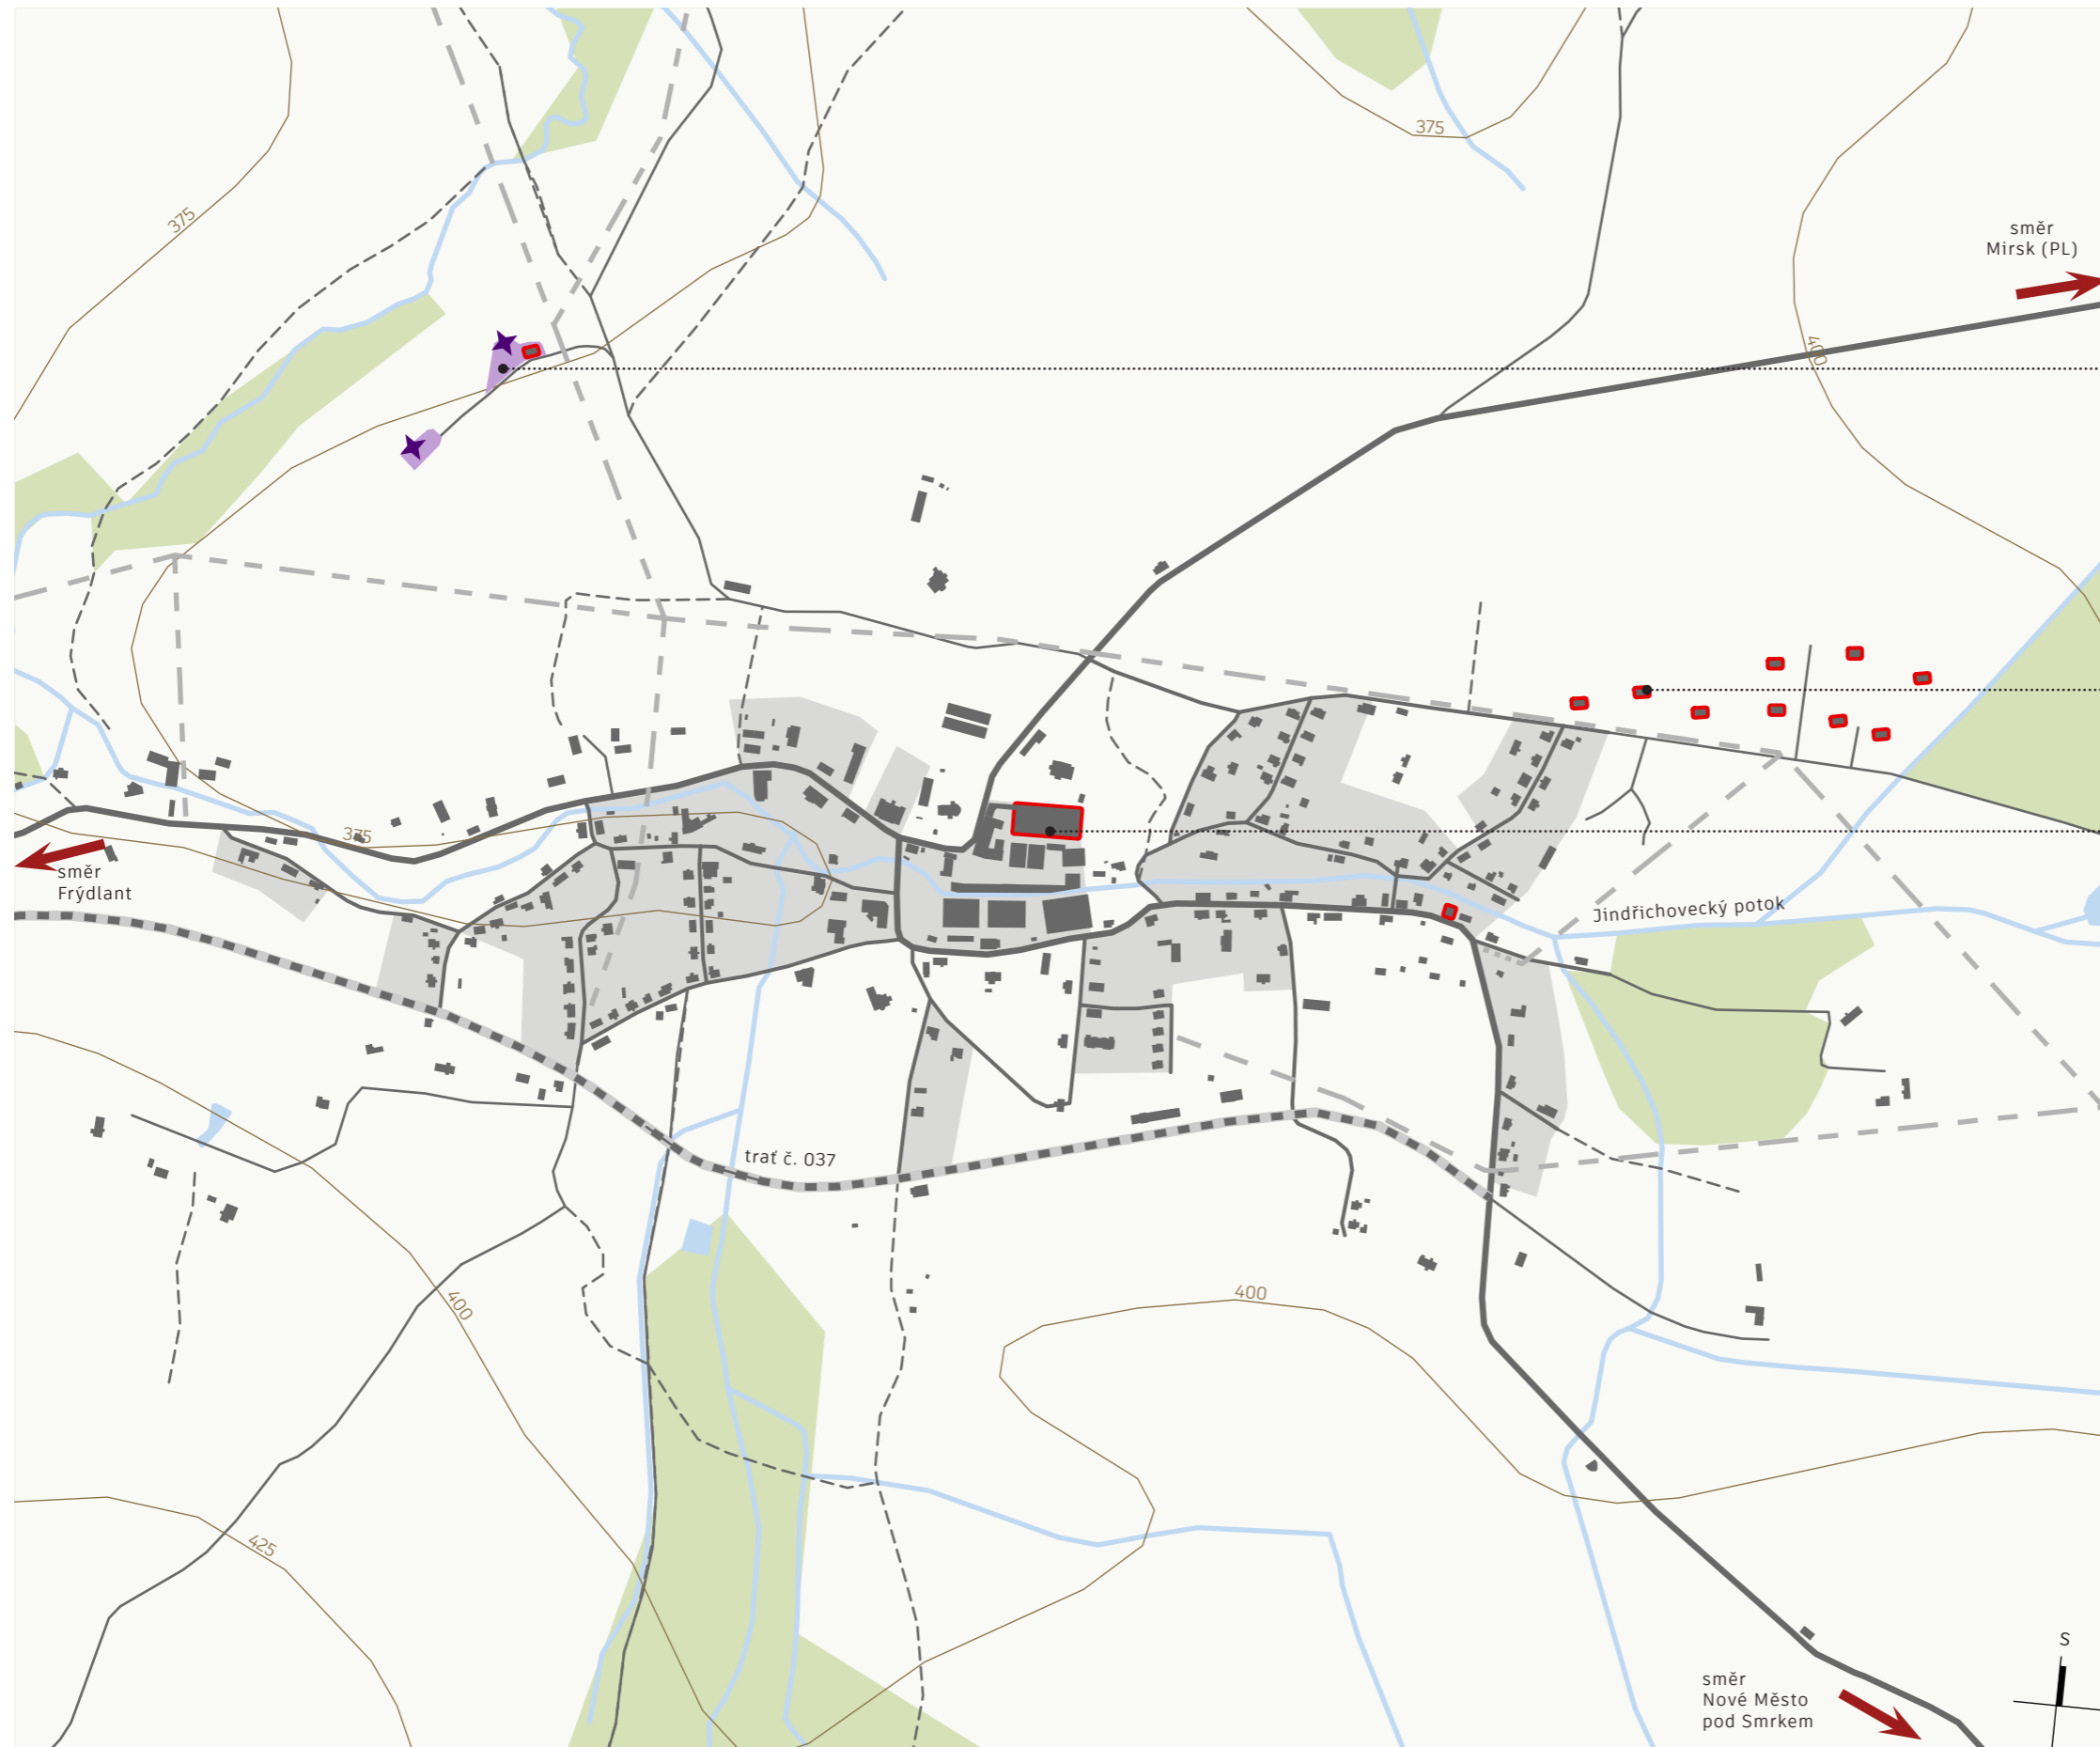 375
375
směr
Mirsk (PL)
400
375
směr
Frýdlant
Jindřichovecký potok
trať č. 037
400
400
425
S
směr
Nové Město
pod Smrkem